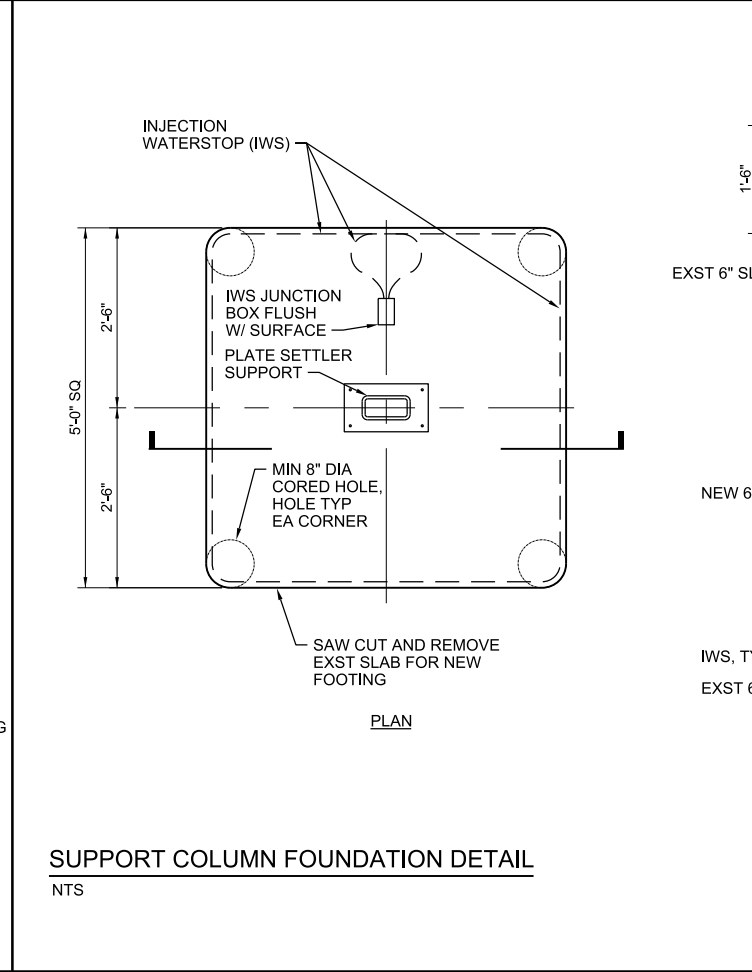 INJECTION
WATERSTOP (IWS)
1'-6"
EXST 6" SL
2'-6"
IWS JUNCTION
BOX FLUSH
W/ SURFACE
PLATE SETTLER
SUPPORT
5'-0" SQ
2'-6"
MIN 8" DIA
CORED HOLE,
HOLE TYP
EA CORNER
NEW 6
SAW CUT AND REMOVE
EXST SLAB FOR NEW
FOOTING
IWS, TY
EXST 6
G
PLAN
SUPPORT COLUMN FOUNDATION DETAIL
NTS